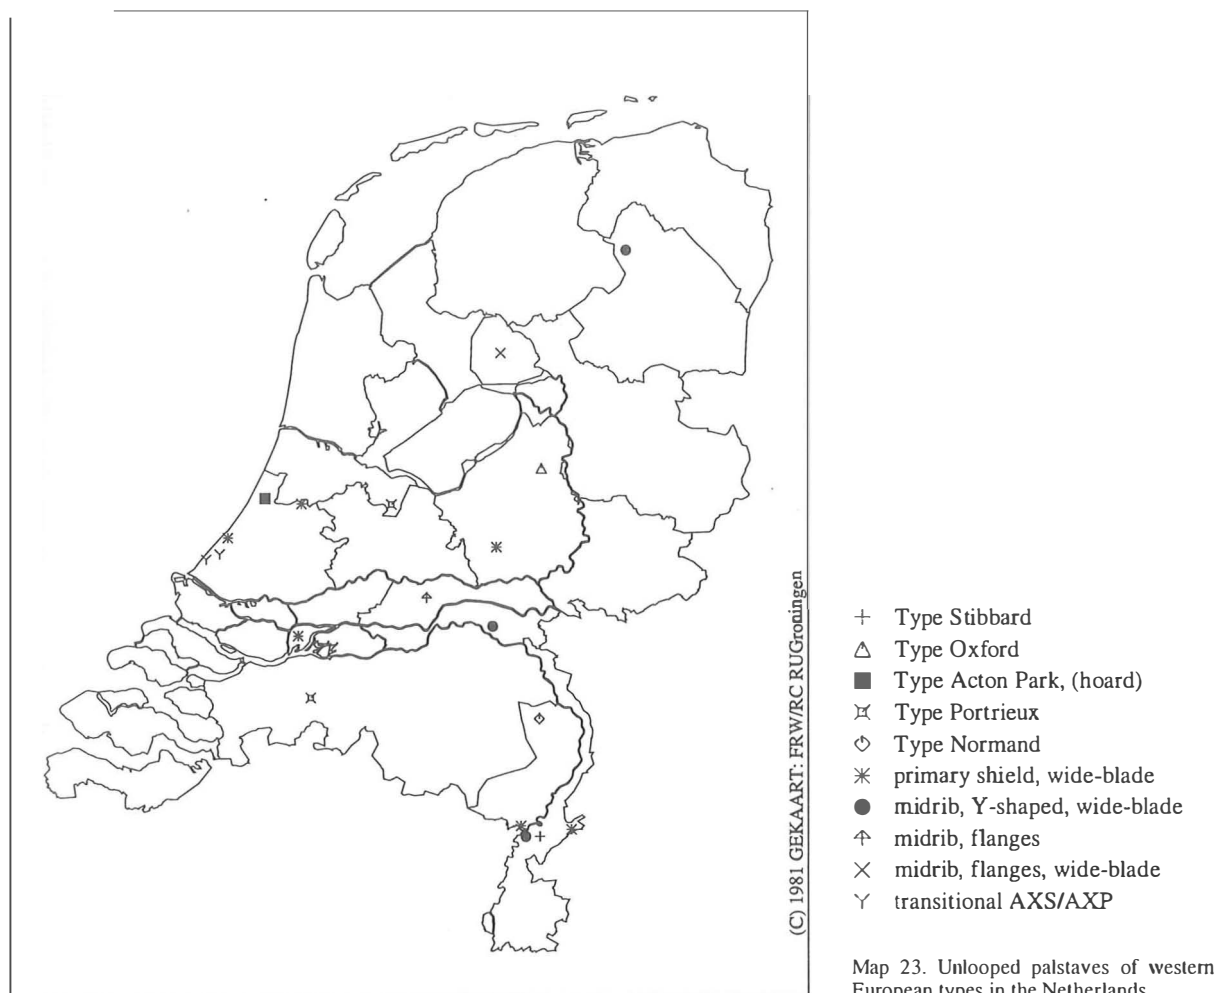 (C) 1981 GEKAART: FRW/RC RUGroningen
Type Stibbard
Type Oxford
Type Acton Park, (hoard)
Type Portrieux
Type Normand
primary shield, wide-blade
midrib, Y-shaped, wide-blade
midrib, flanges
midrib, flanges, wide-blade
transitional AXS/AXP
Map 23. Unlooped palstaves of western
European types in the Netherlands